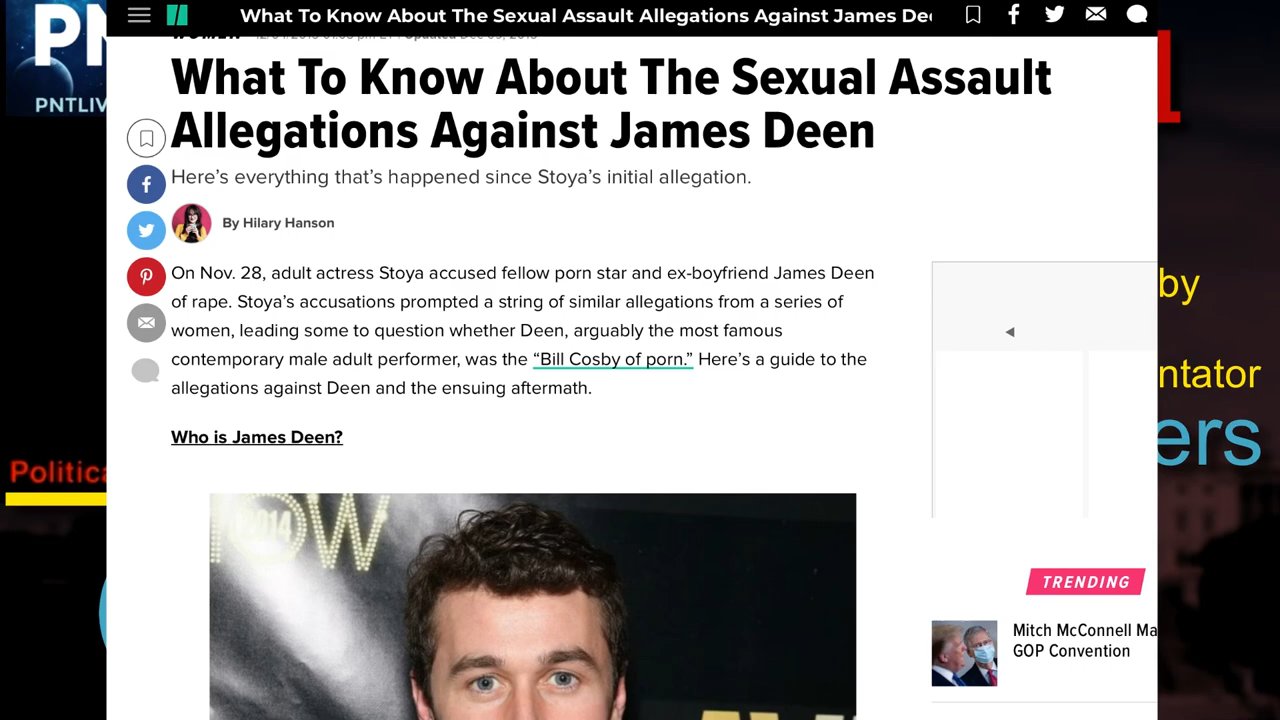 What To Know About The Sexual Assault Allegations Against James De
PNTLIV
What To Know About The Sexual Assault
Allegations Against James Deen
Here's everything that's happened since Stoya's initial allegation.
By Hilary Hanson
On Nov. 28, adult actress Stoya accused fellow porn star and ex-boyfriend James Deen
of rape. Stoya's accusations prompted a string of similar allegations from a series of
women, leading some to question whether Deen, arguably the most famous
contemporary male adult performer, was the “Bill Cosby of porn.” Here's a guide to the
allegations against Deen and the ensuing aftermath.
Who is James Deen?
by
ntator
ers
Politica
2014
OW
TRENDING
Mitch McConnell Ma
GOP Convention